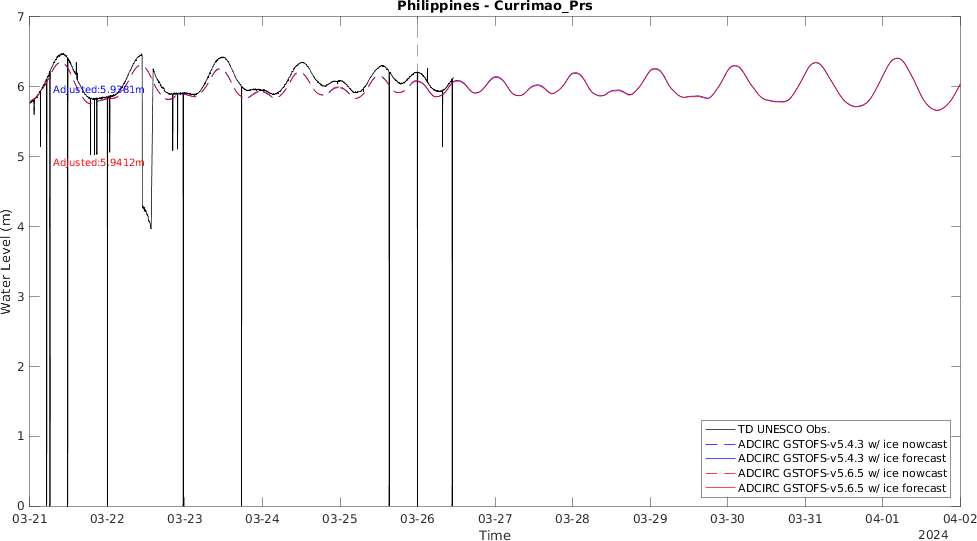 Philippines - Currimao_Prs
7
6
5
4
3
2
1
0
Water Level (m)
Adjusted:5.9381m
Adjusted:5.9412m
TD UNESCO Obs.
ADCIRC GSTOFS-v5.4.3 w/ ice nowcast
ADCIRC GSTOFS-v5.4.3 w/ ice forecast
ADCIRC GSTOFS-v5.6.5 w/ ice nowcast
ADCIRC GSTOFS-v5.6.5 w/ ice forecast
03-21 03-22 03-23 03-24 03-25 03-26 03-27 03-28 03-29 03-30 03-31 04-01 04-02
Time
2024